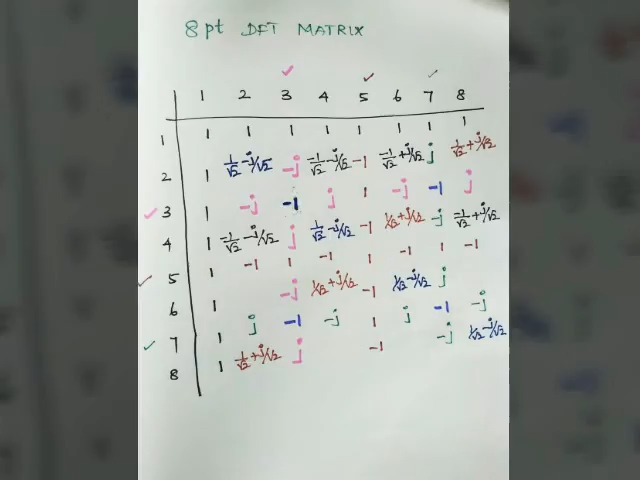 8pt DFT MATRIX
✓ ✓ ✓
1 2 3 4 5 6 7 8
1 1 1 1 1 1 1 1 1
2 1 1/√2 -j/√2 -j -1/√2 -j/√2 -1 -1/√2 +j/√2 j 1/√2 + j/√2
✓ 3 1 -j -1 j 1 -j -1 j
4 1 -1/√2 -j/√2 j 1/√2 -j/√2 -1 1/√2 + j/√2 -j -1/√2 + j/√2
✓ 5 1 -1 1 -1 1 -1 1 -1
6 1 -j 1/√2 + j/√2 -1 1/√2 -j/√2 j
✓ 7 1 j -1 -j 1 j -1 -j
8 1 1/√2 + j/√2 j -1 -j 1/√2 -j/√2